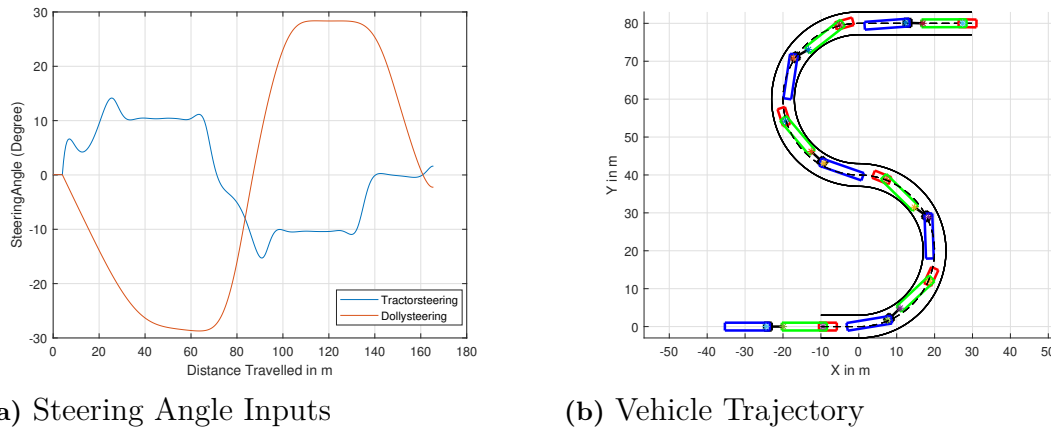 30
20
10
0
-10
-20
-30
SteeringAngle (Degree)
Tractorsteering
Dollysteering
0 20 40 60 80 100 120 140 160 180
Distance Travelled in m
80
70
60
50
40
30
20
10
0
Y in m
-50 -40 -30 -20 -10 0 10 20 30 40
X in m
a) Steering Angle Inputs
(b) Vehicle Trajectory